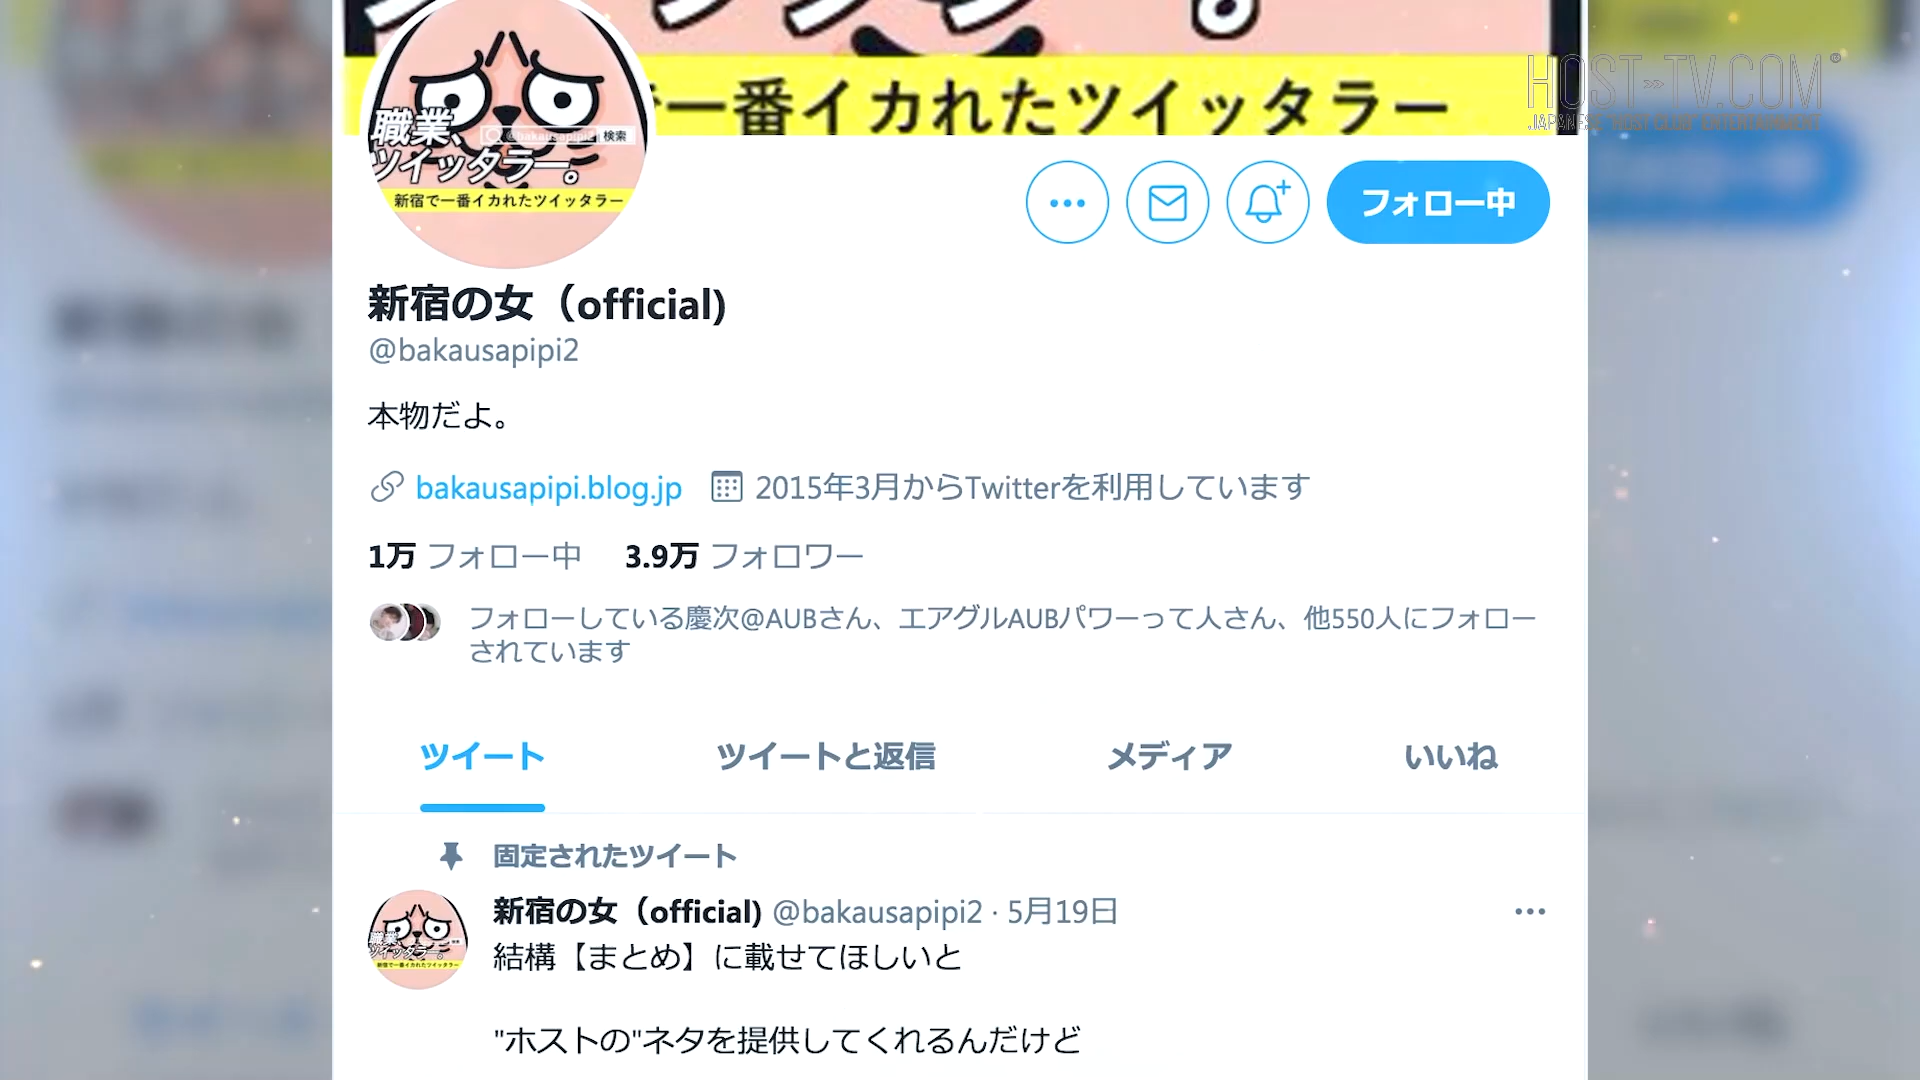 で一番イカれたツイッタラー
HOST-TV.COM
JAPANESE "HOST CLUB" ENTERTAINMENT
職業、
@bakausapipi2 検索
ツイッタラー。
新宿で一番イカれたツイッタラー
フォロー中
新宿の女（official)
@bakausapipi2
本物だよ。
bakausapipi.blog.jp 2015年3月からTwitterを利用しています
1万 フォロー中 3.9万 フォロワー
フォローしている慶次@AUBさん、エアグルAUBパワーって人さん、他550人にフォロー
されています
ツイート ツイートと返信 メディア いいね
固定されたツイート
新宿の女（official) @bakausapipi2 · 5月19日
結構【まとめ】に載せてほしいと
"ホストの"ネタを提供してくれるんだけど